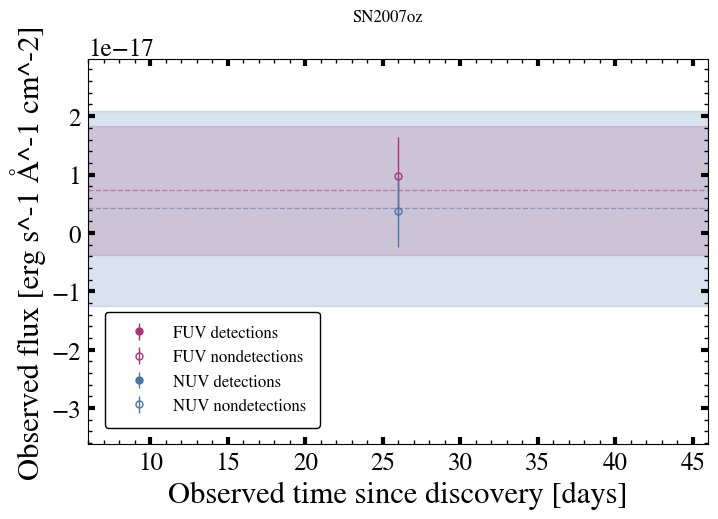 SN2007oz
1e−17
2
1
0
−1
−2
−3
Observed flux [erg s^-1 Å^-1 cm^-2]
FUV detections
FUV nondetections
NUV detections
NUV nondetections
10 15 20 25 30 35 40 45
Observed time since discovery [days]